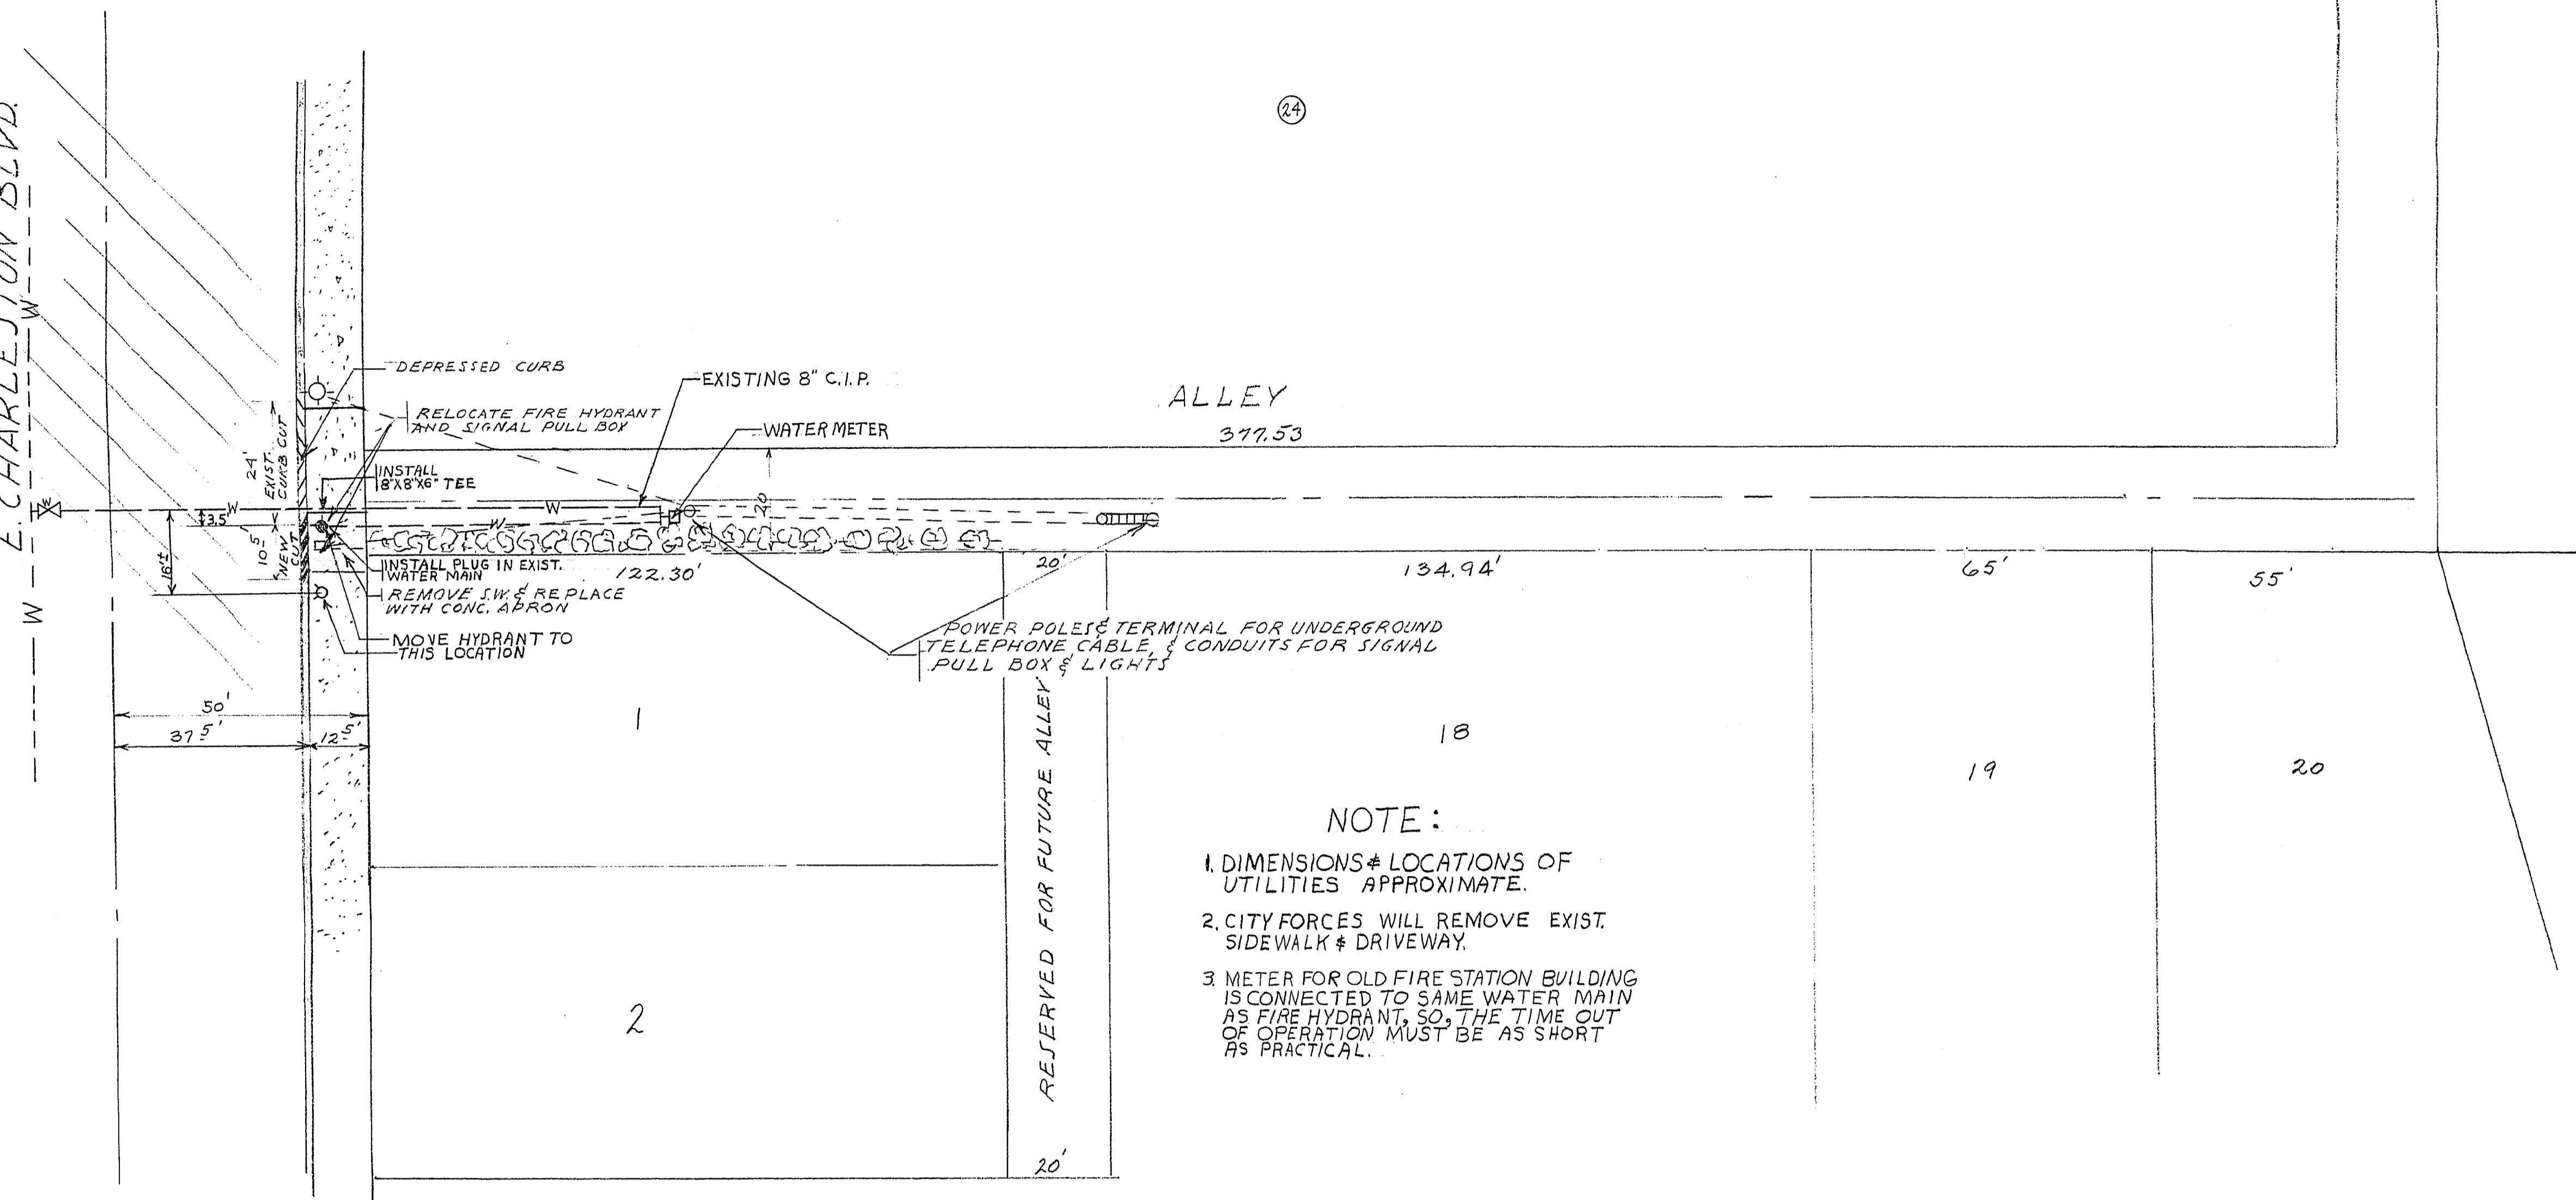 E. CHARLESTON BLVD.
24
DEPRESSED CURB
EXISTING 8" C.I.P.
ALLEY
377.53
RELOCATE FIRE HYDRANT
AND SIGNAL PULL BOX
WATER METER
24'
EXIST.
CURB CUT
INSTALL
8"X8"X6" TEE
W
W
W
W
W
W
3.5'
20
10.5'
NEW
CUT
16'±
INSTALL PLUG IN EXIST.
WATER MAIN
122.30'
20'
134.94'
65'
55'
REMOVE S.W. & REPLACE
WITH CONC. APRON
MOVE HYDRANT TO
THIS LOCATION
POWER POLES & TERMINAL FOR UNDERGROUND
TELEPHONE CABLE, & CONDUITS FOR SIGNAL
PULL BOX & LIGHTS
50'
37.5'
12.5'
1
18
19
20
RESERVED FOR FUTURE ALLEY
NOTE:
1. DIMENSIONS & LOCATIONS OF
UTILITIES APPROXIMATE.
2. CITY FORCES WILL REMOVE EXIST.
SIDEWALK & DRIVEWAY.
3. METER FOR OLD FIRE STATION BUILDING
IS CONNECTED TO SAME WATER MAIN
AS FIRE HYDRANT, SO, THE TIME OUT
OF OPERATION MUST BE AS SHORT
AS PRACTICAL.
2
20'